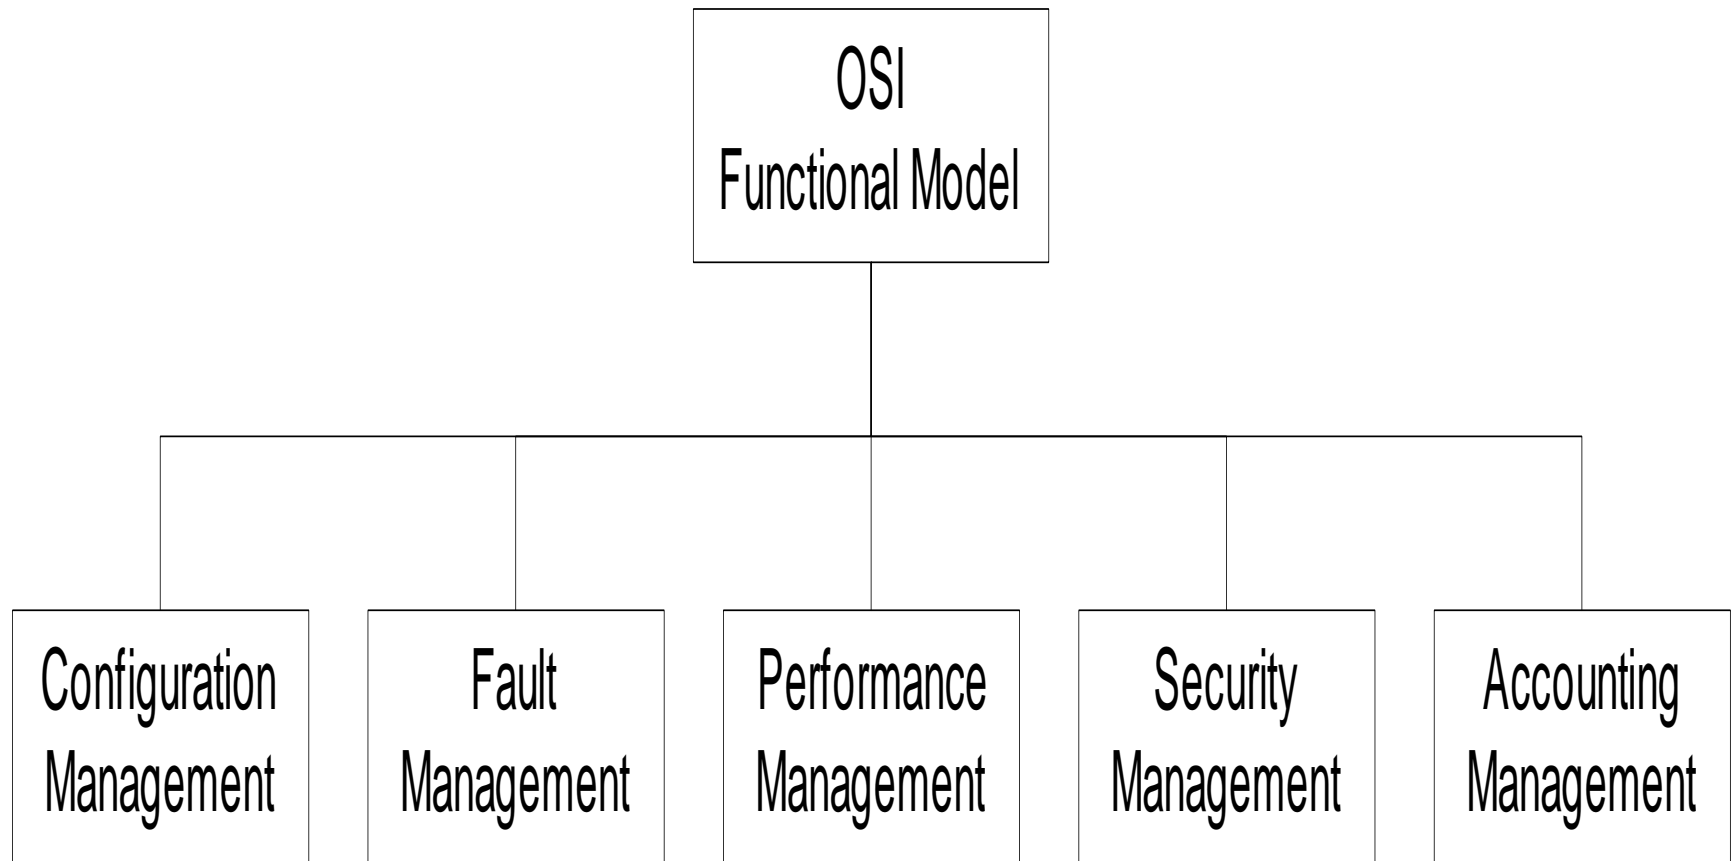 OSI
Functional Model
Configuration
Management
Fault
Management
Performance
Management
Security
Management
Accounting
Management